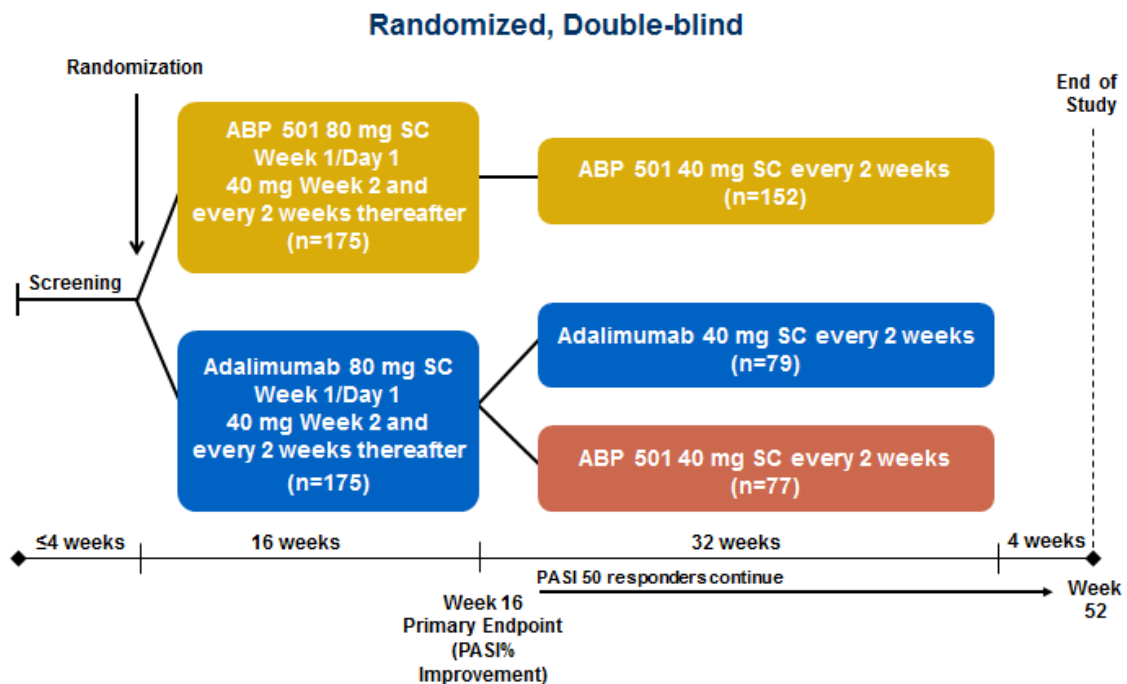 Randomized, Double-blind
Randomization
End of
Study
ABP 501 80 mg SC
Week 1/Day 1
40 mg Week 2 and
every 2 weeks thereafter
(n=175)
ABP 501 40 mg SC every 2 weeks
(n=152)
Screening
Adalimumab 80 mg SC
Week 1/Day 1
40 mg Week 2 and
every 2 weeks thereafter
(n=175)
Adalimumab 40 mg SC every 2 weeks
(n=79)
ABP 501 40 mg SC every 2 weeks
(n=77)
≤4 weeks
16 weeks
32 weeks
4 weeks
PASI 50 responders continue
Week 16
Primary Endpoint
(PASI%
Improvement)
Week
52